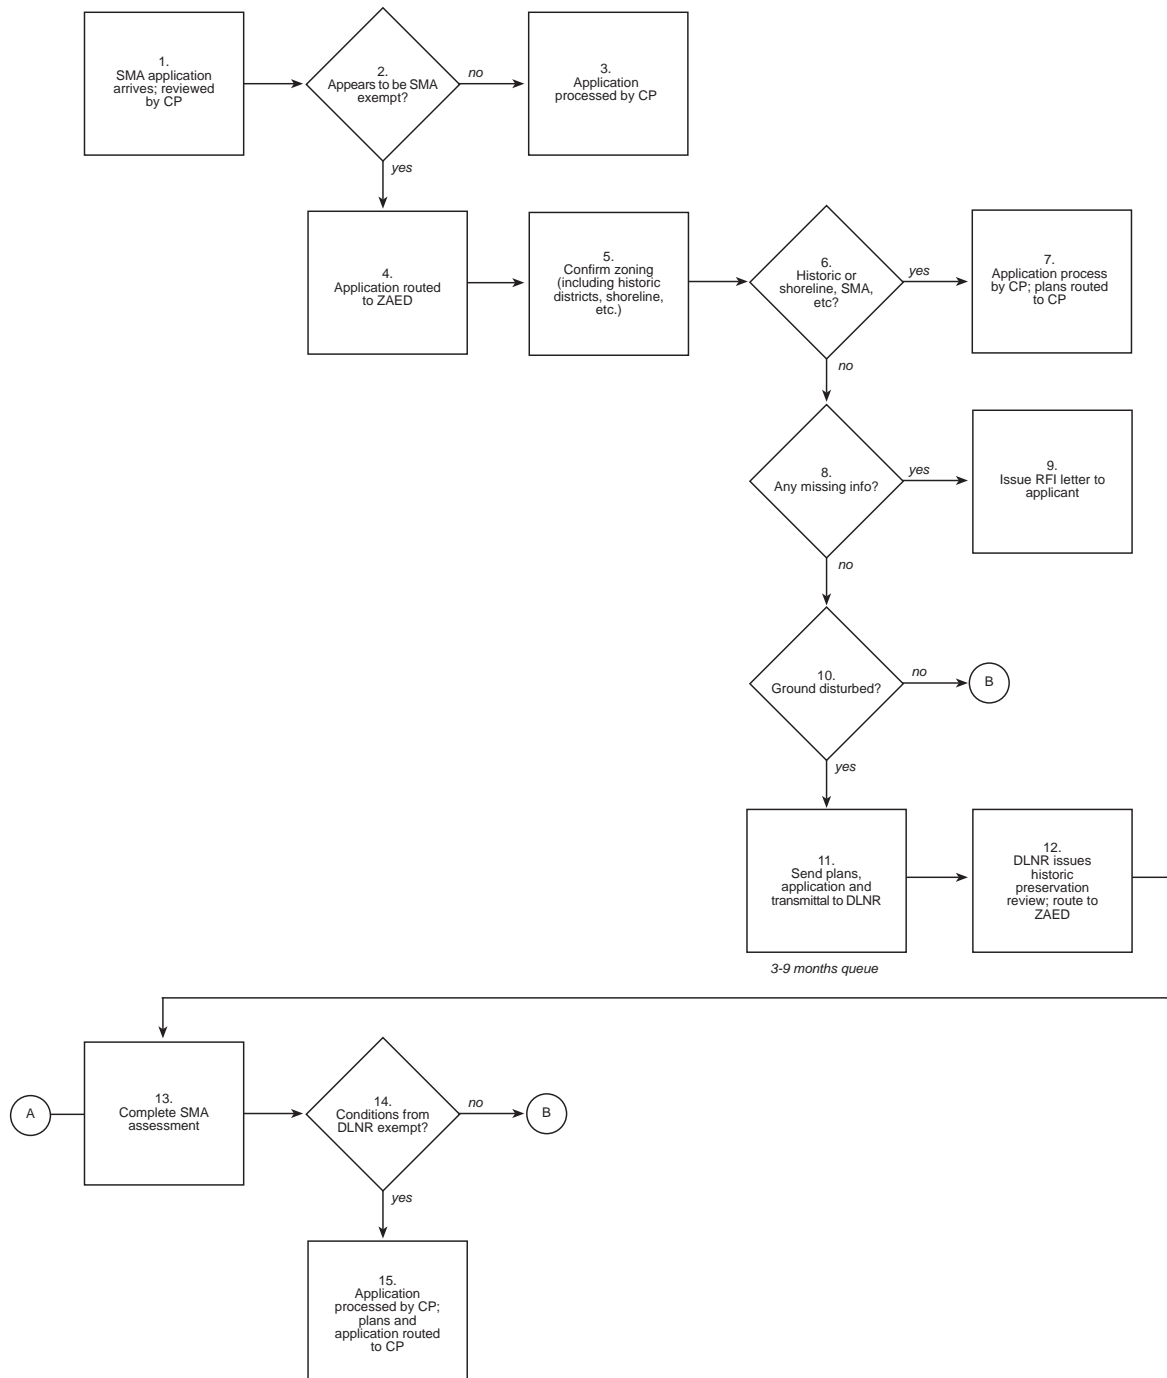 1.
SMA application
arrives; reviewed
by CP
2.
Appears to be SMA
exempt?
no
3.
Application
processed by CP
yes
4.
Application routed
to ZAED
5.
Confirm zoning
(including historic
districts, shoreline,
etc.)
6.
Historic or
shoreline, SMA,
etc?
yes
7.
Application process
by CP; plans routed
to CP
no
8.
Any missing info?
yes
9.
Issue RFI letter to
applicant
no
10.
Ground disturbed?
no
B
yes
11.
Send plans,
application and
transmittal to DLNR
3-9 months queue
12.
DLNR issues
historic
preservation
review; route to
ZAED
A
13.
Complete SMA
assessment
14.
Conditions from
DLNR exempt?
no
B
yes
15.
Application
processed by CP;
plans and
application routed
to CP